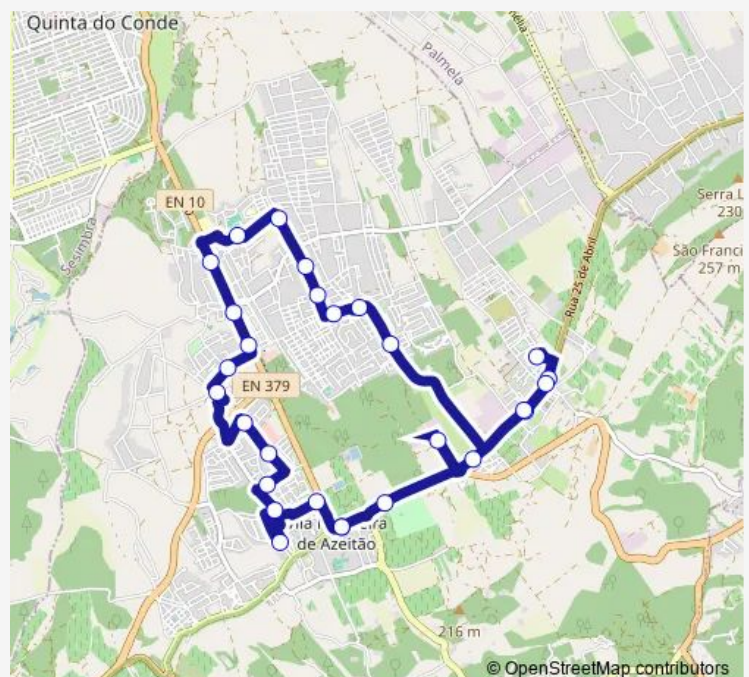 Quinta do Conde
Palmela
EN 10
Sesimbra
Serra L
230
São Franci
257 m
Rua 25 de Abril
EN 379
de Azeitão
216 m
© OpenStreetMap contributors